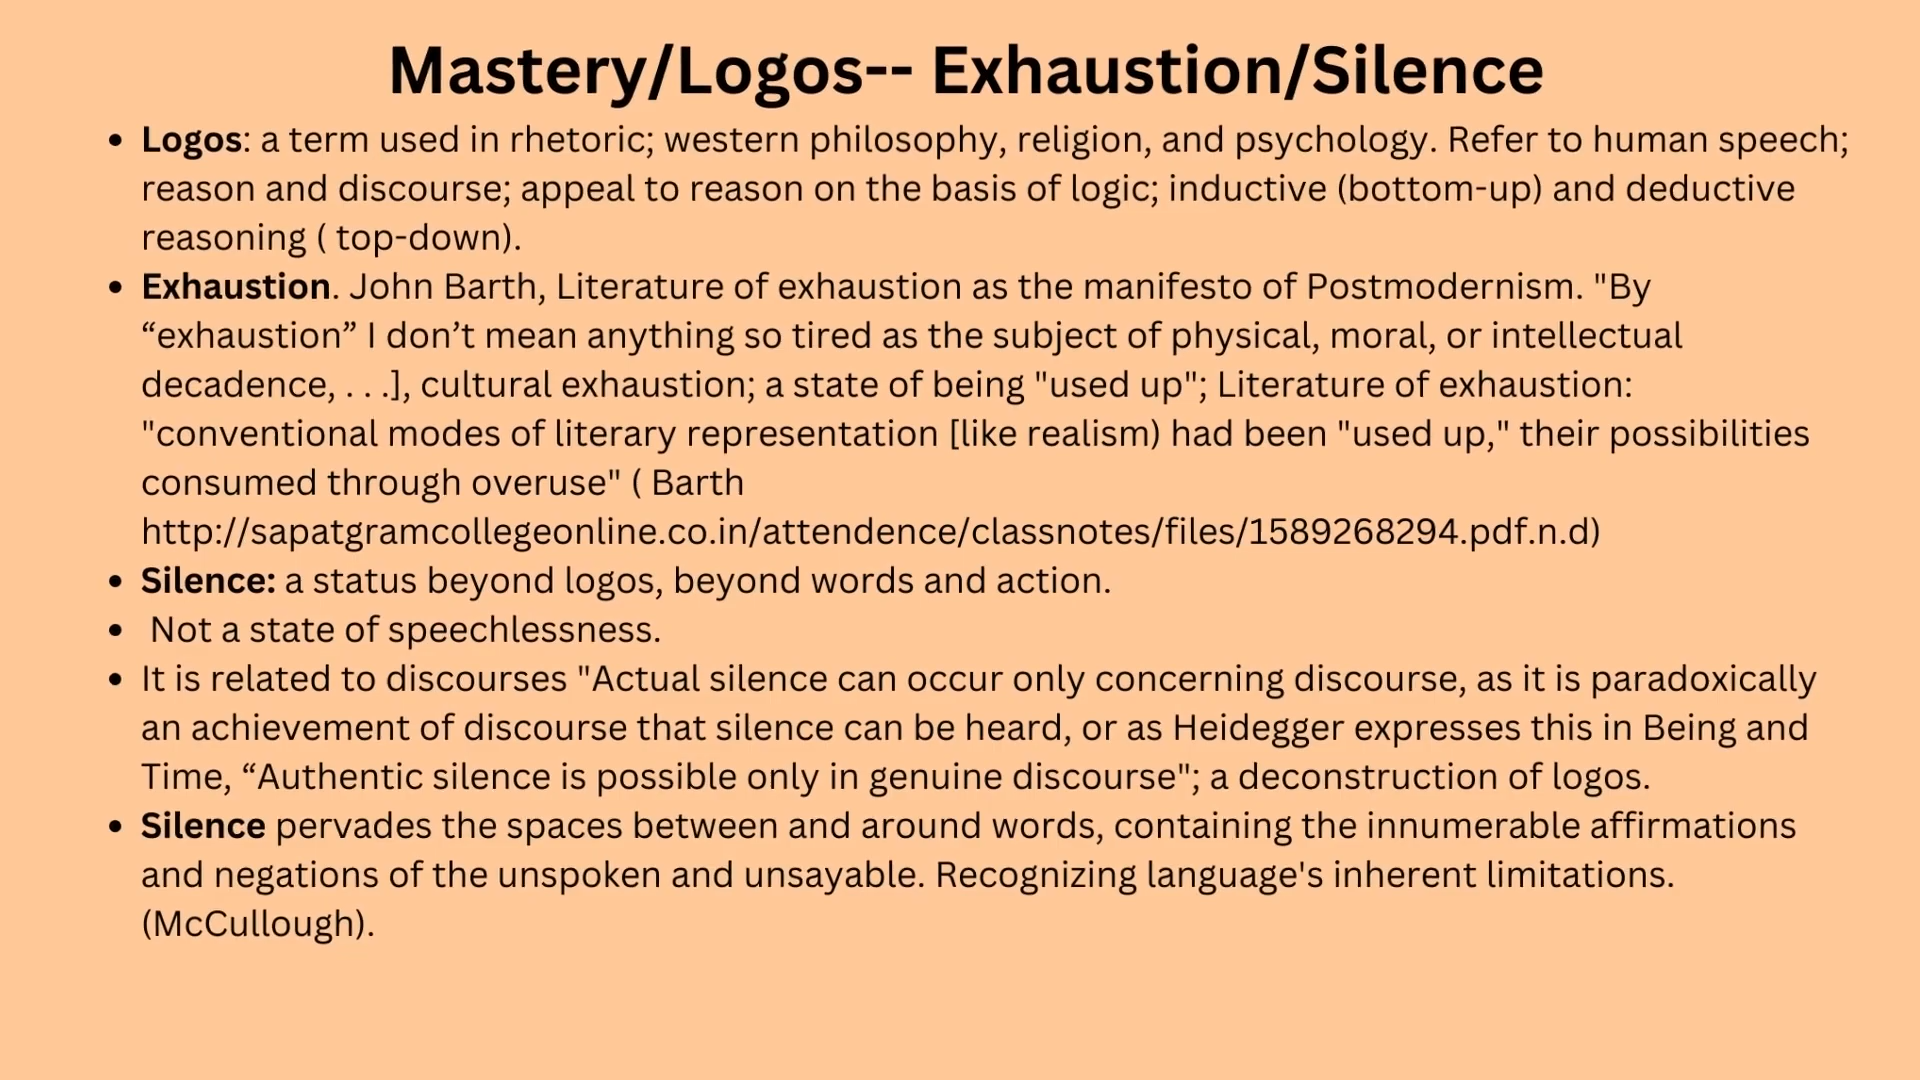 Mastery/Logos-- Exhaustion/Silence
• Logos: a term used in rhetoric; western philosophy, religion, and psychology. Refer to human speech;
reason and discourse; appeal to reason on the basis of logic; inductive (bottom-up) and deductive
reasoning ( top-down).
• Exhaustion. John Barth, Literature of exhaustion as the manifesto of Postmodernism. "By
“exhaustion” I don’t mean anything so tired as the subject of physical, moral, or intellectual
decadence, . . .], cultural exhaustion; a state of being "used up"; Literature of exhaustion:
"conventional modes of literary representation [like realism) had been "used up," their possibilities
consumed through overuse" ( Barth
http://sapatgramcollegeonline.co.in/attendence/classnotes/files/1589268294.pdf.n.d)
• Silence: a status beyond logos, beyond words and action.
• Not a state of speechlessness.
• It is related to discourses "Actual silence can occur only concerning discourse, as it is paradoxically
an achievement of discourse that silence can be heard, or as Heidegger expresses this in Being and
Time, “Authentic silence is possible only in genuine discourse"; a deconstruction of logos.
• Silence pervades the spaces between and around words, containing the innumerable affirmations
and negations of the unspoken and unsayable. Recognizing language's inherent limitations.
(McCullough).